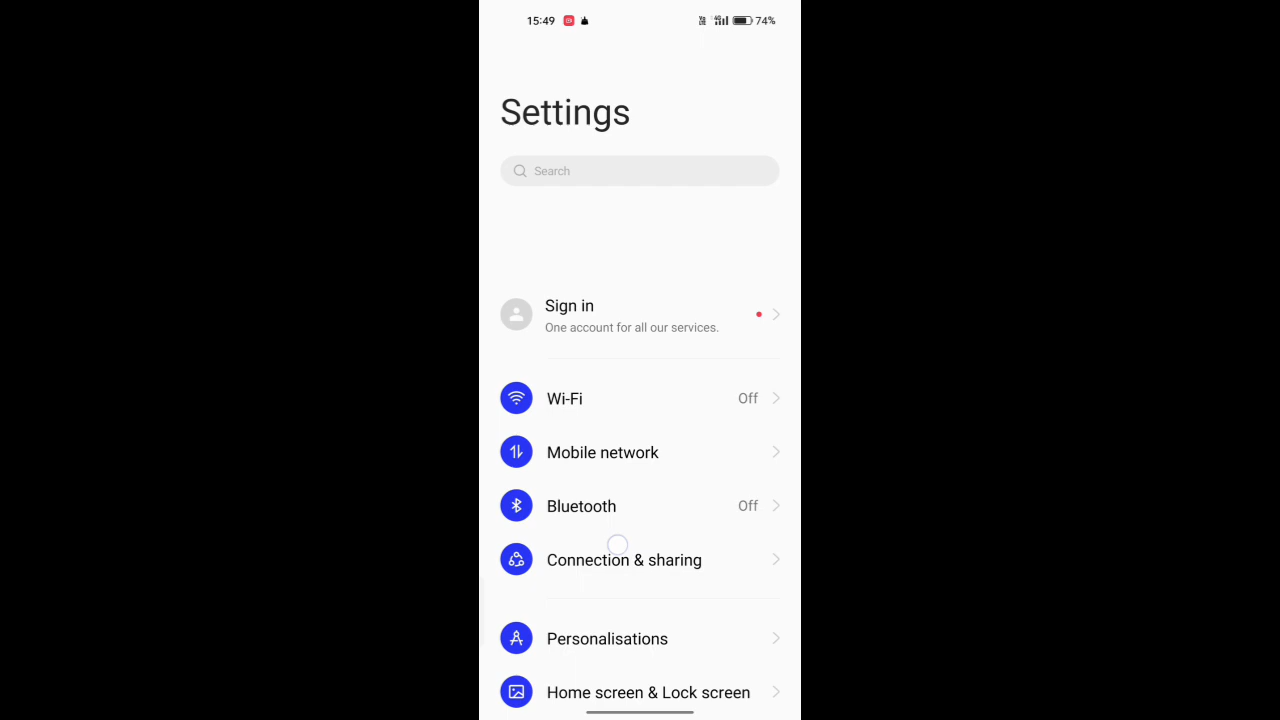 15:49
4G
74%
Settings
Search
Sign in
One account for all our services.
Wi-Fi
Off
Mobile network
Bluetooth
Off
Connection & sharing
Personalisations
Home screen & Lock screen